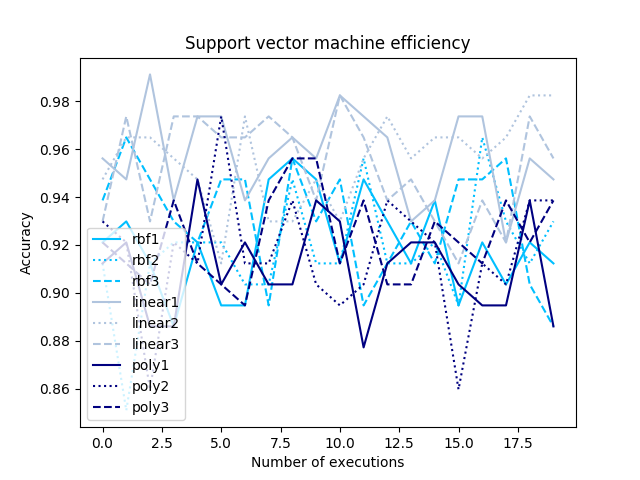 Support vector machine efficiency
Accuracy
0.98
0.96
0.94
0.92
0.90
0.88
0.86
rbf1
rbf2
rbf3
linear1
linear2
linear3
poly1
poly2
poly3
0.0 2.5 5.0 7.5 10.0 12.5 15.0 17.5
Number of executions